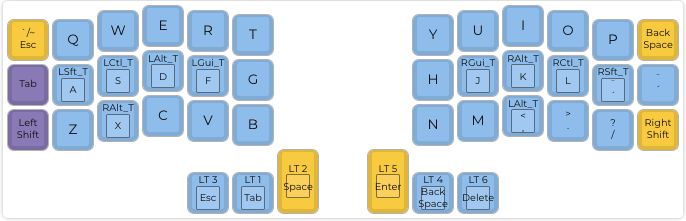 `/~
Esc
Q
W
E
R
T
Y
U
I
O
P
Back
Space
Tab
LSft_T
A
LCtl_T
S
LAlt_T
D
LGui_T
F
G
H
RGui_T
J
RAlt_T
K
RCtl_T
L
RSft_T
Left
Shift
Z
RAlt_T
X
C
V
B
N
M
LAlt_T
<
,
>
.
?
/
Right
Shift
LT 3
Esc
LT 1
Tab
LT 2
Space
LT 5
Enter
LT 4
Back
Space
LT 6
Delete